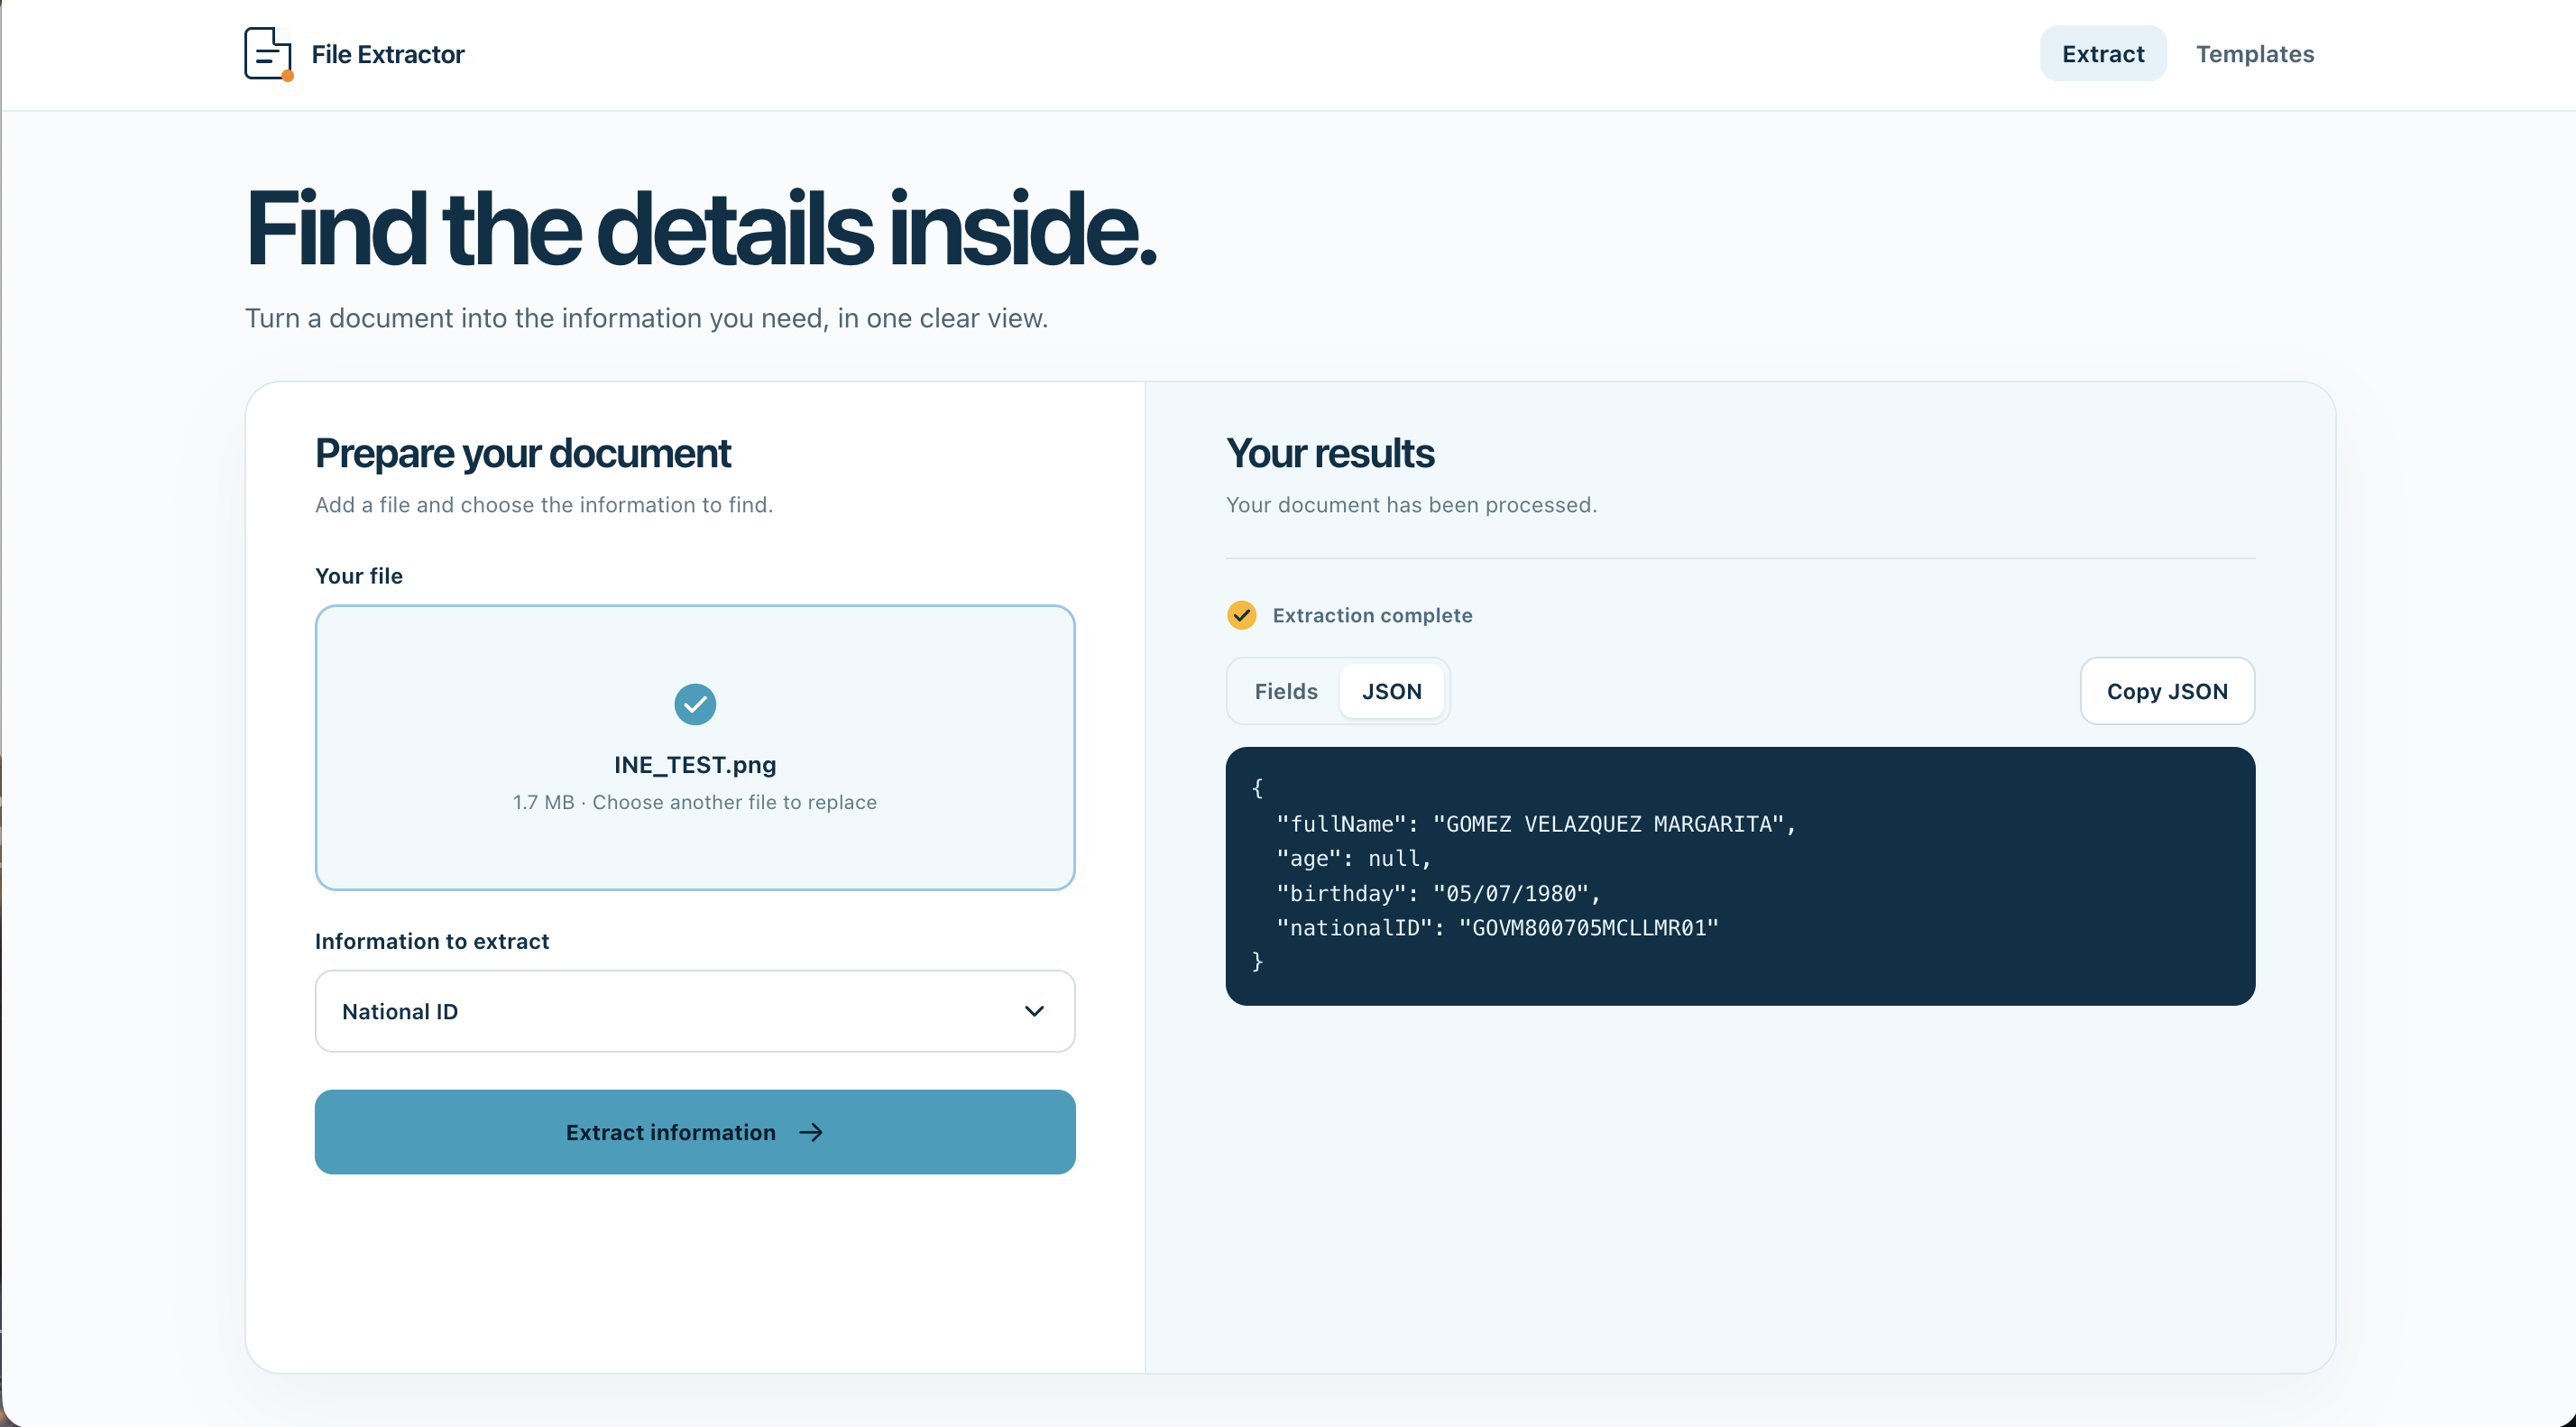 File Extractor
Extract
Templates
Find the details inside.
Turn a document into the information you need, in one clear view.
Prepare your document
Add a file and choose the information to find.
Your file
INE_TEST.png
1.7 MB · Choose another file to replace
Information to extract
National ID
Extract information →
Your results
Your document has been processed.
Extraction complete
Fields
JSON
Copy JSON
{
  "fullName": "GOMEZ VELAZQUEZ MARGARITA",
  "age": null,
  "birthday": "05/07/1980",
  "nationalID": "GOVM800705MCLLMR01"
}